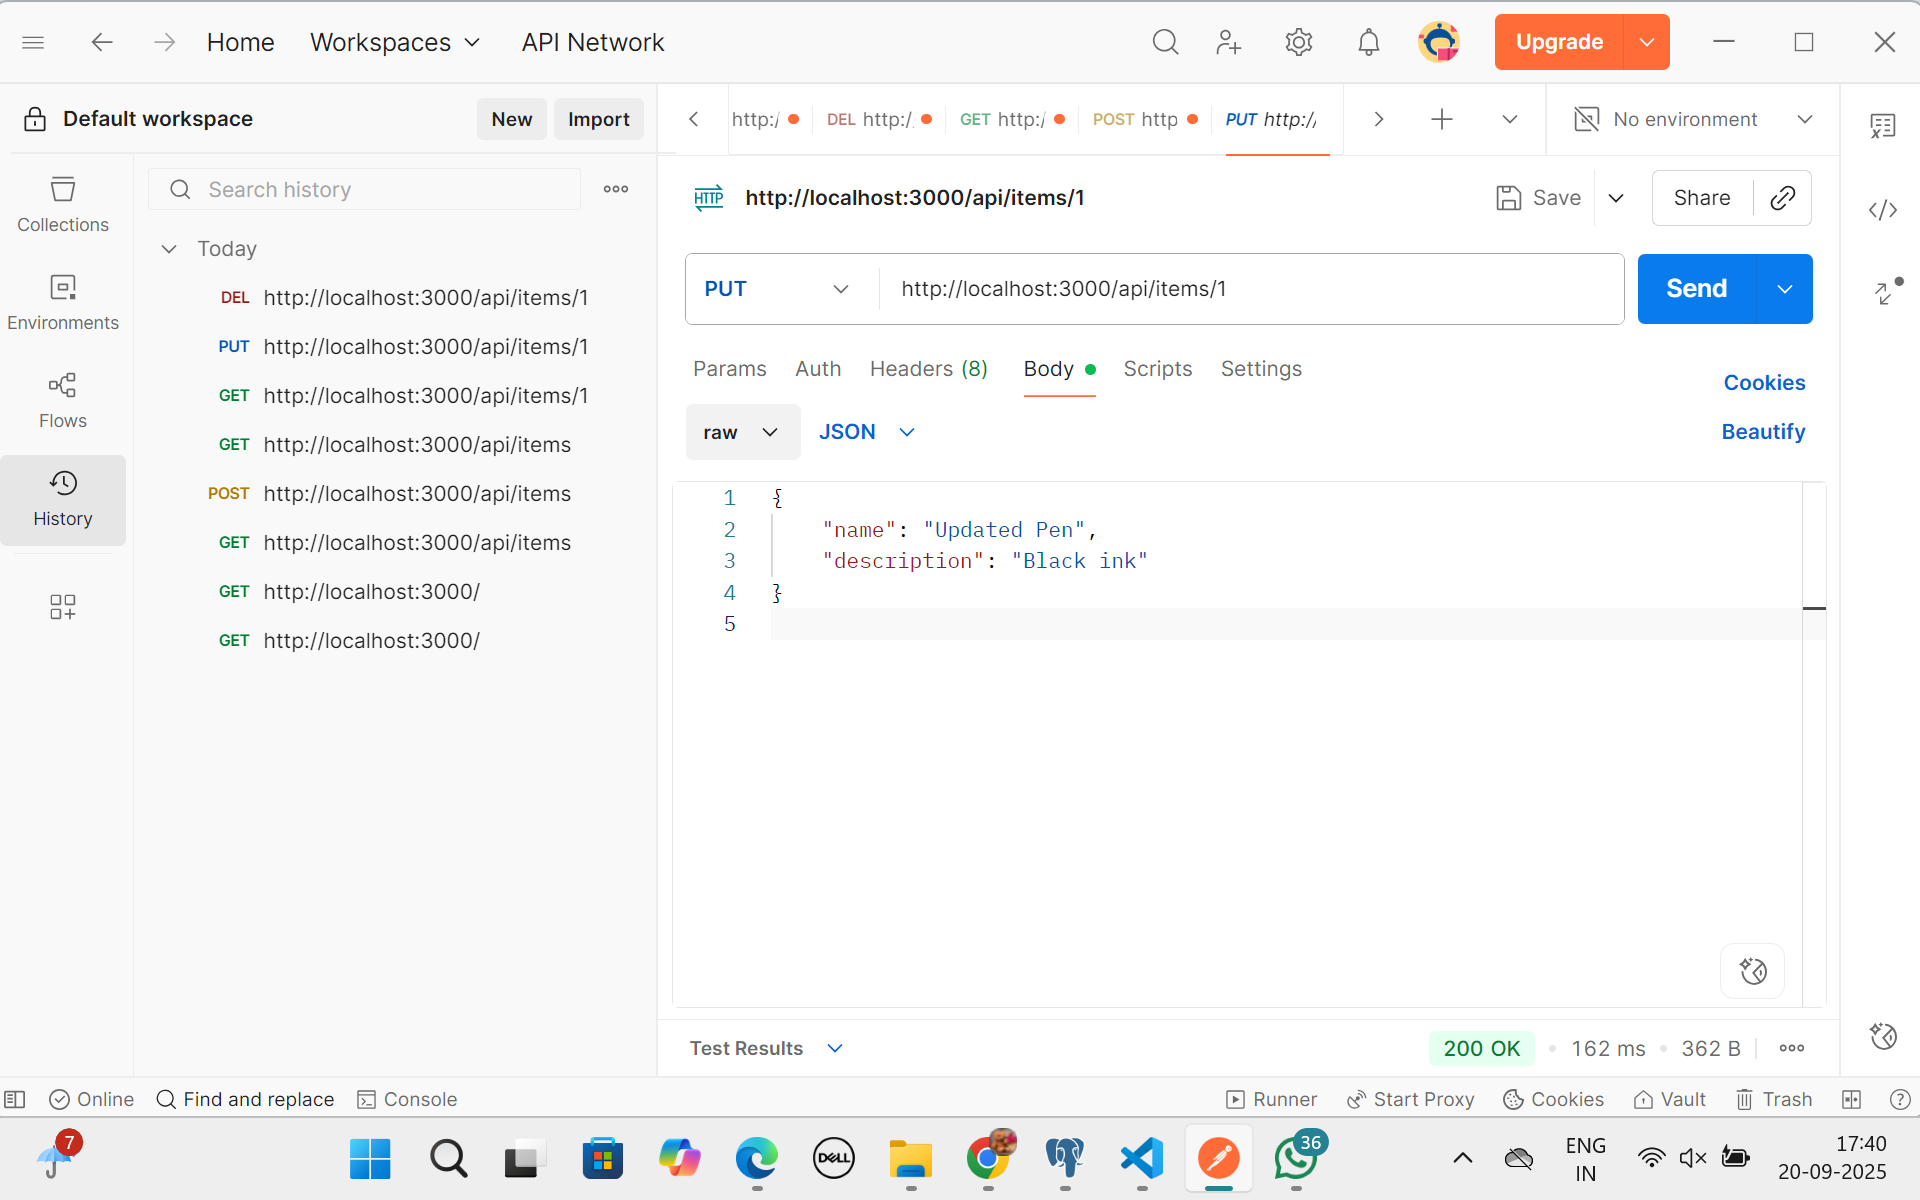 Home Workspaces API Network Upgrade
Default workspace New Import
http:/ DEL http:/ GET http:/ POST http PUT http:// No environment
Collections
Environments
Flows
History
Search history
Today
DEL http://localhost:3000/api/items/1
PUT http://localhost:3000/api/items/1
GET http://localhost:3000/api/items/1
GET http://localhost:3000/api/items
POST http://localhost:3000/api/items
GET http://localhost:3000/api/items
GET http://localhost:3000/
GET http://localhost:3000/
HTTP http://localhost:3000/api/items/1 Save Share
PUT http://localhost:3000/api/items/1 Send
Params Auth Headers (8) Body Scripts Settings Cookies
raw JSON Beautify
1 {
2 "name": "Updated Pen",
3 "description": "Black ink"
4 }
5
Test Results 200 OK 162 ms 362 B
Online Find and replace Console Runner Start Proxy Cookies Vault Trash
7 DELL 36 ENG 17:40
IN 20-09-2025